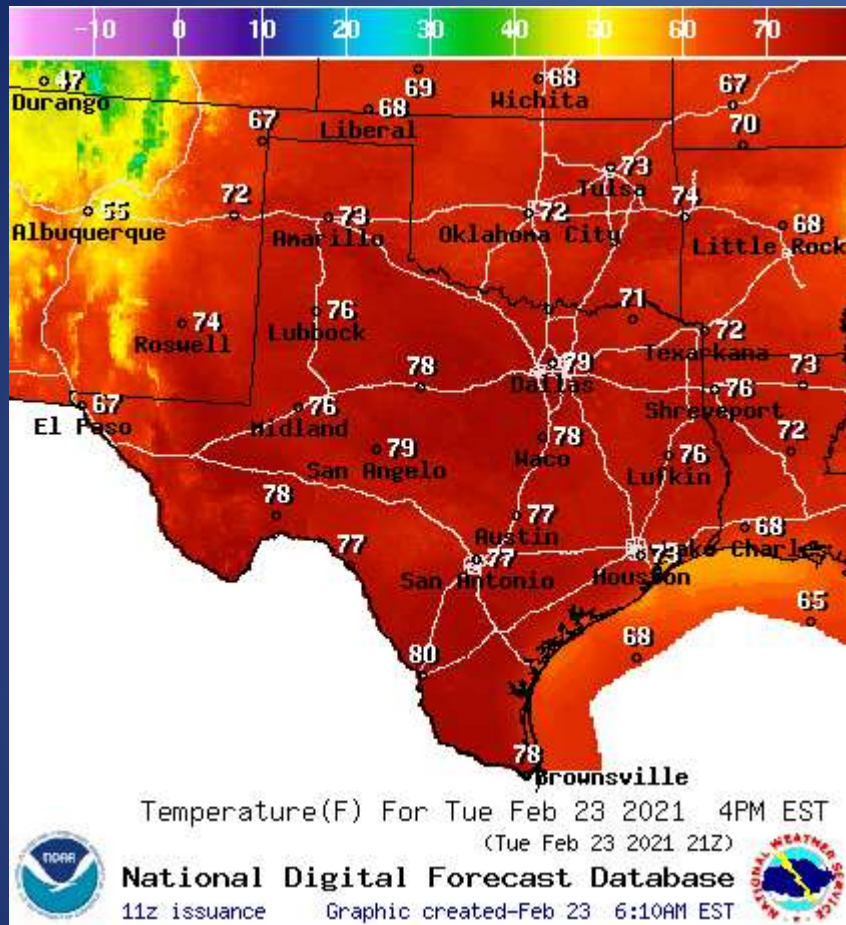 -10 0 10 20 30 40 50 60 70
47
Durango
69
68
Wichita
67
68
Liberal
67
70
73
Tulsa
55
Albuquerque
72
73
Amarillo
72
Oklahoma City
74
68
Little Rock
74
Roswell
76
Lubbock
71
72
Texarkana
78
79
Dallas
73
76
Shreveport
67
El Paso
76
Midland
79
San Angelo
78
Waco
76
Lufkin
72
78
77
77
Austin
68
Lake Charles
77
San Antonio
73
Houston
65
68
80
78
Brownsville
Temperature(F) For Tue Feb 23 2021 4PM EST
(Tue Feb 23 2021 21Z)
NOAA
National Digital Forecast Database
11z issuance Graphic created-Feb 23 6:10AM EST
NATIONAL WEATHER SERVICE